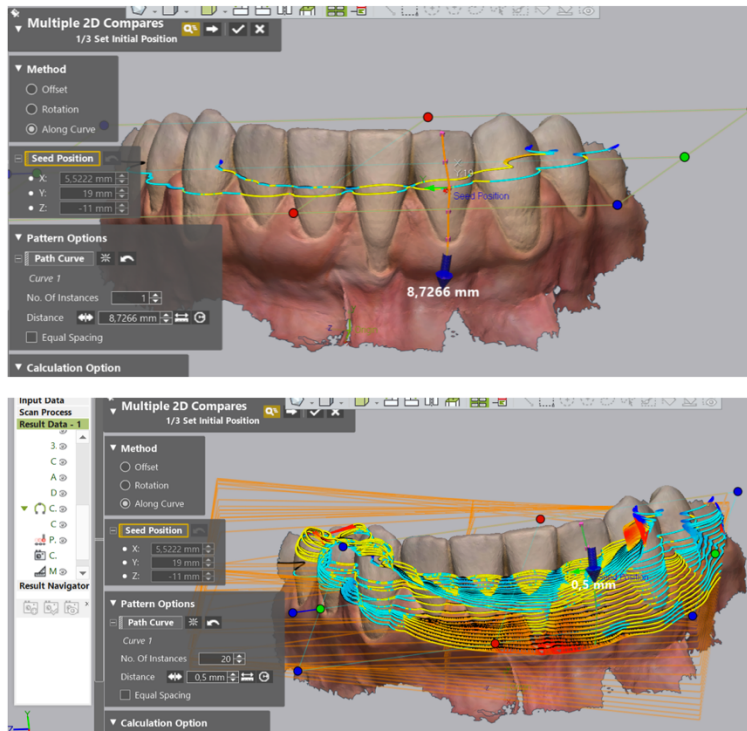 Multiple 2D Compares
1/3 Set Initial Position
Method
Offset
Rotation
Along Curve
Seed Position
X: 5,5222 mm
Y: 19 mm
Z: -11 mm
Pattern Options
Path Curve
Curve 1
No. Of Instances 1
Distance 8,7266 mm
Equal Spacing
Calculation Option
Seed Position
8,7266 mm
Input Data
Scan Process
Result Data - 1
3.
C
A
D
C.
C
P.
C.
M
Result Navigator
Multiple 2D Compares
1/3 Set Initial Position
Method
Offset
Rotation
Along Curve
Seed Position
X: 5,5222 mm
Y: 19 mm
Z: -11 mm
Pattern Options
Path Curve
Curve 1
No. Of Instances 20
Distance 0,5 mm
Equal Spacing
Calculation Option
0,5 mm
Y
Z